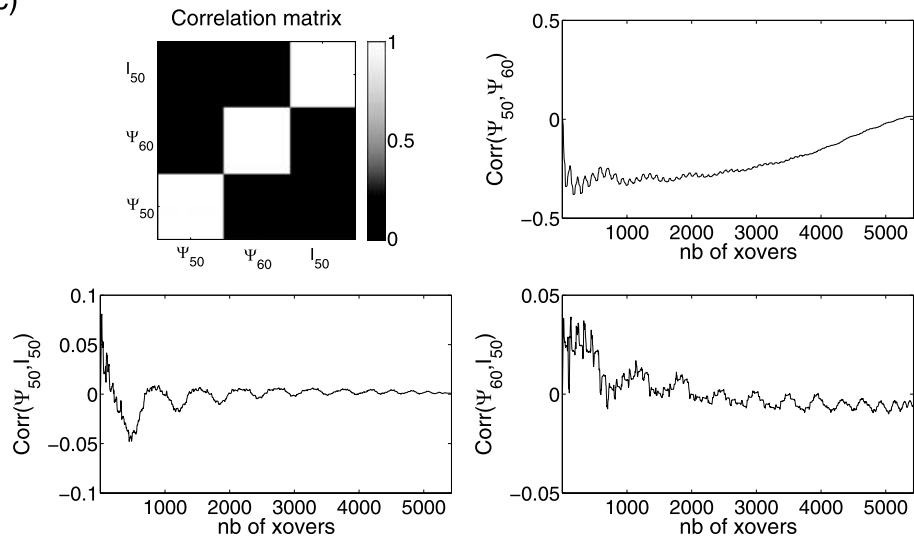 c)
Correlation matrix
I50
Ψ60
Ψ50
Ψ50 Ψ60 I50
1
0.5
0
Corr(Ψ50,Ψ60)
0.5
0
−0.5
1000 2000 3000 4000 5000
nb of xovers
Corr(Ψ50,I50)
0.1
0.05
0
−0.05
−0.1
1000 2000 3000 4000 5000
nb of xovers
Corr(Ψ60,I50)
0.05
0
−0.05
1000 2000 3000 4000 5000
nb of xovers